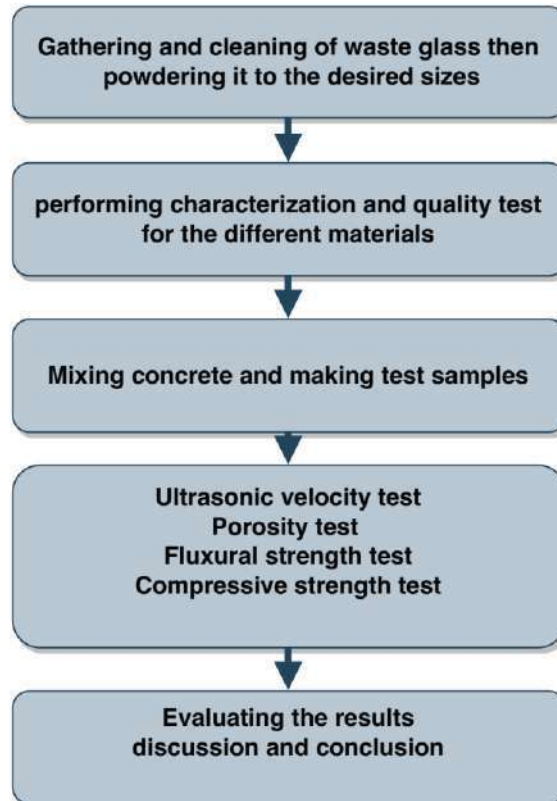 Gathering and cleaning of waste glass then
powdering it to the desired sizes
performing characterization and quality test
for the different materials
Mixing concrete and making test samples
Ultrasonic velocity test
Porosity test
Fluxural strength test
Compressive strength test
Evaluating the results
discussion and conclusion